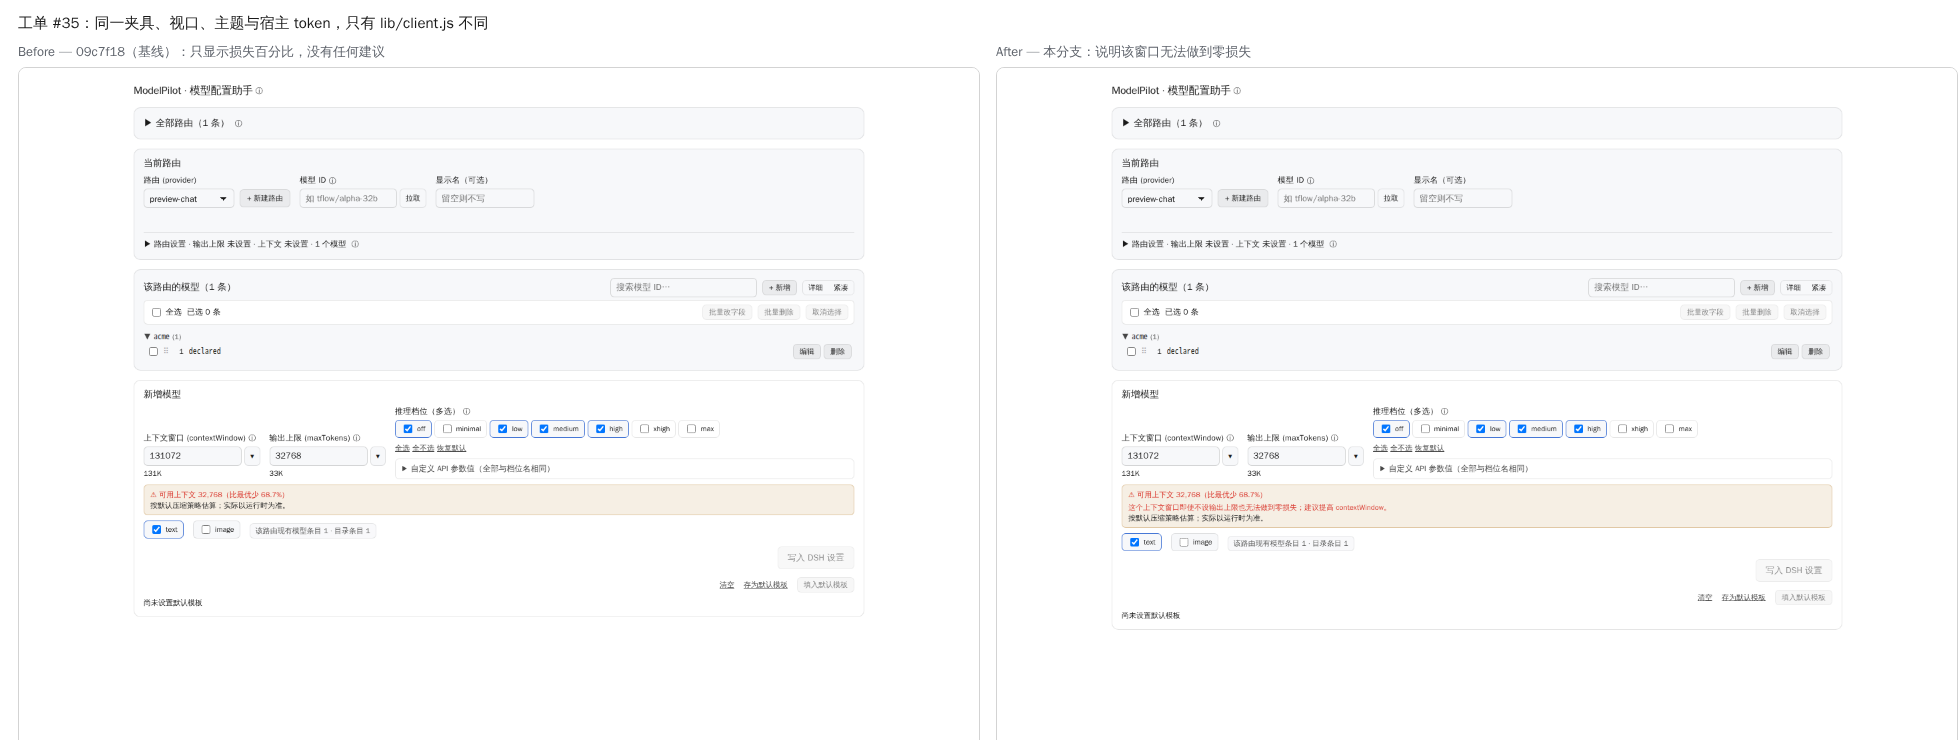 工单 #35：同一夹具、视口、主题与宿主 token，只有 lib/client.js 不同
Before — 09c7f18（基线）：只显示损失百分比，没有任何建议
ModelPilot · 模型配置助手 ⓘ
▶ 全部路由（1 条） ⓘ
当前路由
路由 (provider) 模型 ID ⓘ 显示名（可选）
preview-chat + 新建路由 如 tflow/alpha-32b 拉取 留空则不写
▶ 路由设置 · 输出上限 未设置 · 上下文 未设置 · 1 个模型 ⓘ
该路由的模型（1 条） 搜索模型 ID… + 新增 详细 紧凑
全选 已选 0 条 批量改字段 批量删除 取消选择
▼ acme (1)
1 declared 编辑 删除
新增模型
推理档位（多选） ⓘ
off minimal low medium high xhigh max
上下文窗口 (contextWindow) ⓘ 输出上限 (maxTokens) ⓘ
全选 全不选 恢复默认
131072 32768
▶ 自定义 API 参数值（全部与档位名相同）
131K 33K
⚠ 可用上下文 32,768（比最优少 68.7%）
按默认压缩策略估算；实际以运行时为准。
text image 该路由现有模型条目 1 · 目录条目 1
写入 DSH 设置
清空 存为默认模板 填入默认模板
尚未设置默认模板
After — 本分支：说明该窗口无法做到零损失
ModelPilot · 模型配置助手 ⓘ
▶ 全部路由（1 条） ⓘ
当前路由
路由 (provider) 模型 ID ⓘ 显示名（可选）
preview-chat + 新建路由 如 tflow/alpha-32b 拉取 留空则不写
▶ 路由设置 · 输出上限 未设置 · 上下文 未设置 · 1 个模型 ⓘ
该路由的模型（1 条） 搜索模型 ID… + 新增 详细 紧凑
全选 已选 0 条 批量改字段 批量删除 取消选择
▼ acme (1)
1 declared 编辑 删除
新增模型
推理档位（多选） ⓘ
off minimal low medium high xhigh max
上下文窗口 (contextWindow) ⓘ 输出上限 (maxTokens) ⓘ
全选 全不选 恢复默认
131072 32768
▶ 自定义 API 参数值（全部与档位名相同）
131K 33K
⚠ 可用上下文 32,768（比最优少 68.7%）
这个上下文窗口即使不设输出上限也无法做到零损失；建议提高 contextWindow。
按默认压缩策略估算；实际以运行时为准。
text image 该路由现有模型条目 1 · 目录条目 1
写入 DSH 设置
清空 存为默认模板 填入默认模板
尚未设置默认模板